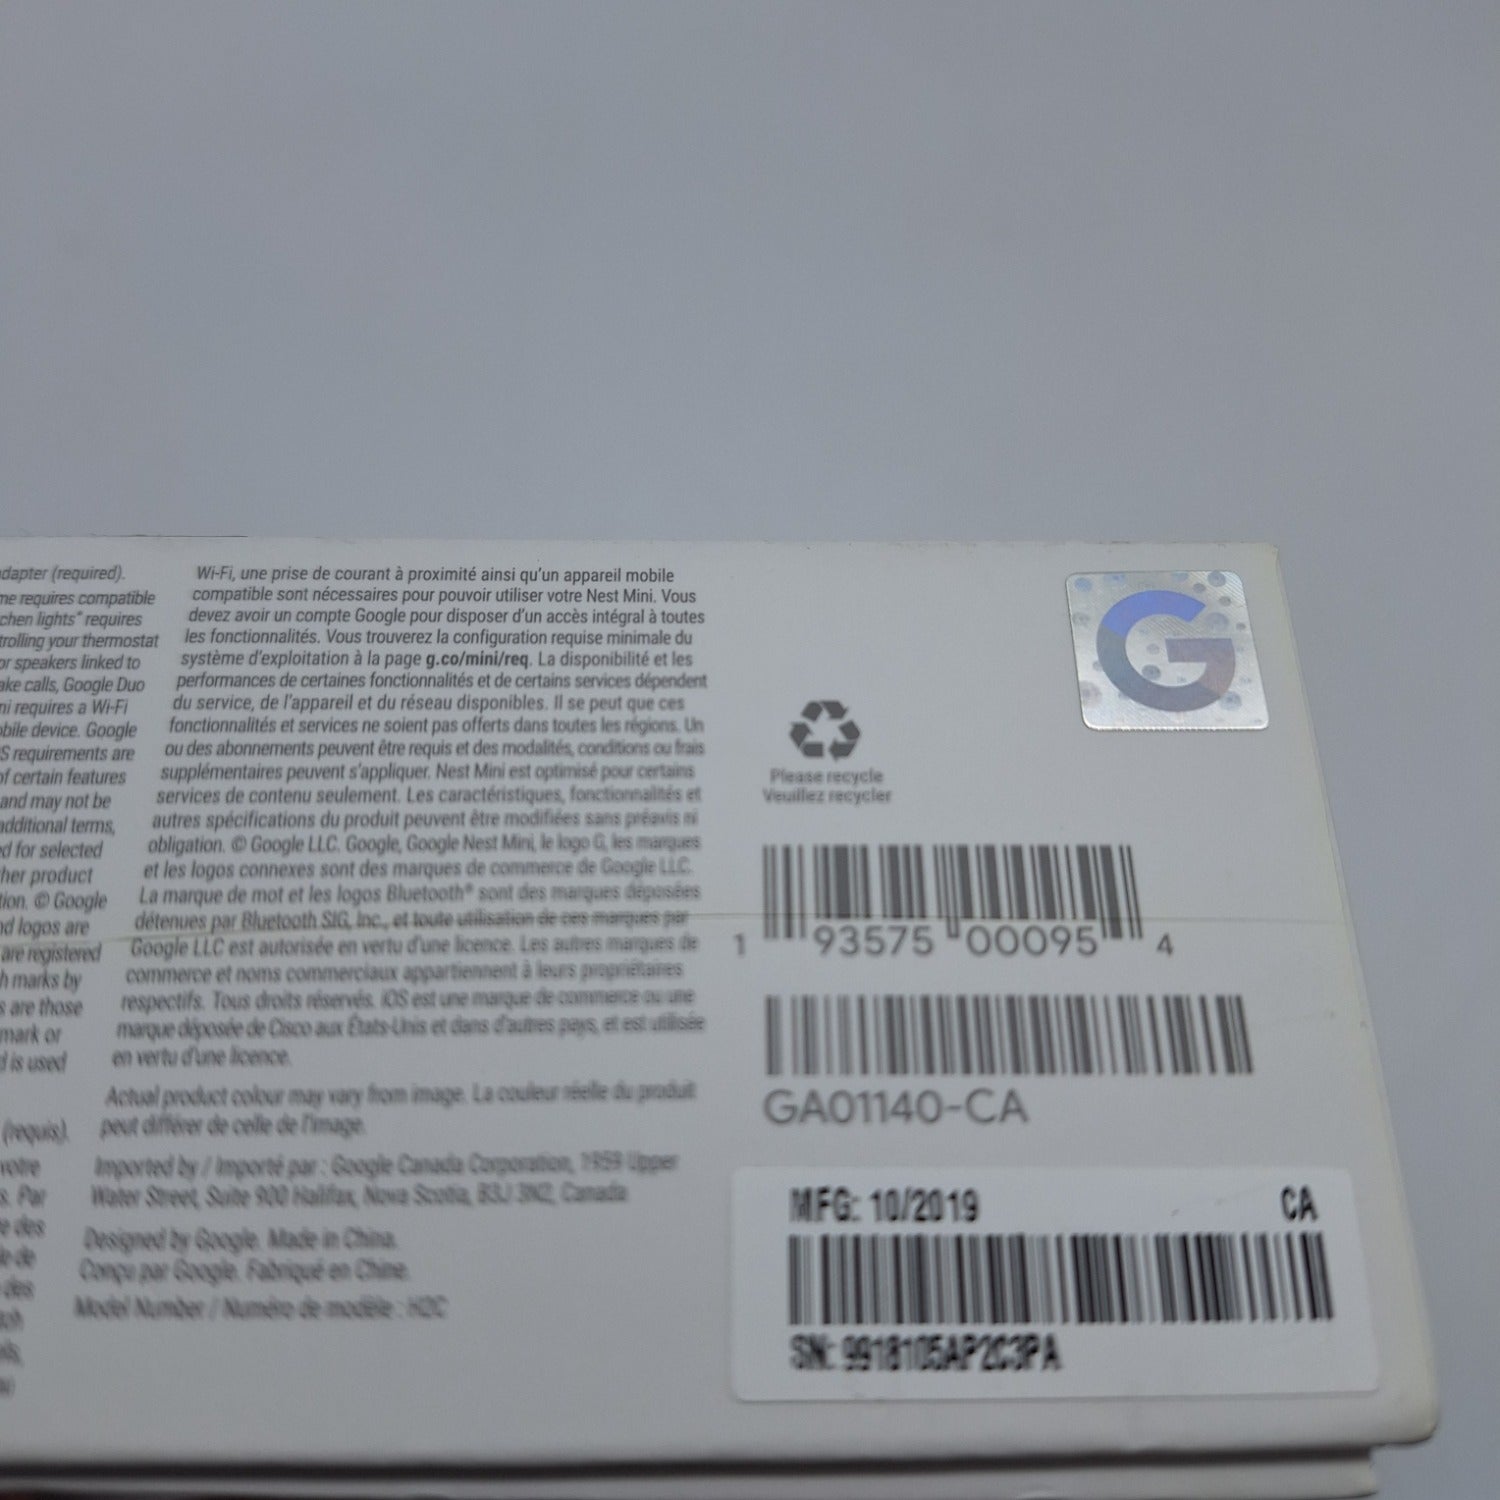 dapter (required).
me requires compatible
chen lights" requires
trolling your thermostat
or speakers linked to
ake calls, Google Duo
ni requires a Wi-Fi
obile device. Google
S requirements are
of certain features
and may not be
additional terms,
ed for selected
her product
tion. © Google
nd logos are
are registered
h marks by
s are those
mark or
d is used
(requis).
votre
s. Par
e des
le de
des
Wi-Fi, une prise de courant à proximité ainsi qu'un appareil mobile
compatible sont nécessaires pour pouvoir utiliser votre Nest Mini. Vous
devez avoir un compte Google pour disposer d'un accès intégral à toutes
les fonctionnalités. Vous trouverez la configuration requise minimale du
système d'exploitation à la page g.co/mini/req. La disponibilité et les
performances de certaines fonctionnalités et de certains services dépendent
du service, de l'appareil et du réseau disponibles. Il se peut que ces
fonctionnalités et services ne soient pas offerts dans toutes les régions. Un
ou des abonnements peuvent être requis et des modalités, conditions ou frais
supplémentaires peuvent s'appliquer. Nest Mini est optimisé pour certains
services de contenu seulement. Les caractéristiques, fonctionnalités et
autres spécifications du produit peuvent être modifiées sans préavis ni
obligation. © Google LLC. Google, Google Nest Mini, le logo G, les marques
et les logos connexes sont des marques de commerce de Google LLC.
La marque de mot et les logos Bluetooth® sont des marques déposées
détenues par Bluetooth SIG, Inc., et toute utilisation de ces marques par
Google LLC est autorisée en vertu d'une licence. Les autres marques de
commerce et noms commerciaux appartiennent à leurs propriétaires
respectifs. Tous droits réservés. iOS est une marque de commerce ou une
marque déposée de Cisco aux États-Unis et dans d'autres pays, et est utilisée
en vertu d'une licence.
Actual product colour may vary from image. La couleur réelle du produit
peut différer de celle de l'image.
Imported by / Importé par : Google Canada Corporation, 1959 Upper
Water Street, Suite 900 Halifax, Nova Scotia, B3J 3N2, Canada
Designed by Google. Made in China.
Conçu par Google. Fabriqué en Chine.
Model Number / Numéro de modèle : H2C
G
Please recycle
Veuillez recycler
1 93575 00095 4
GA01140-CA
MFG: 10/2019 CA
SN: 9918105AP2C3PA